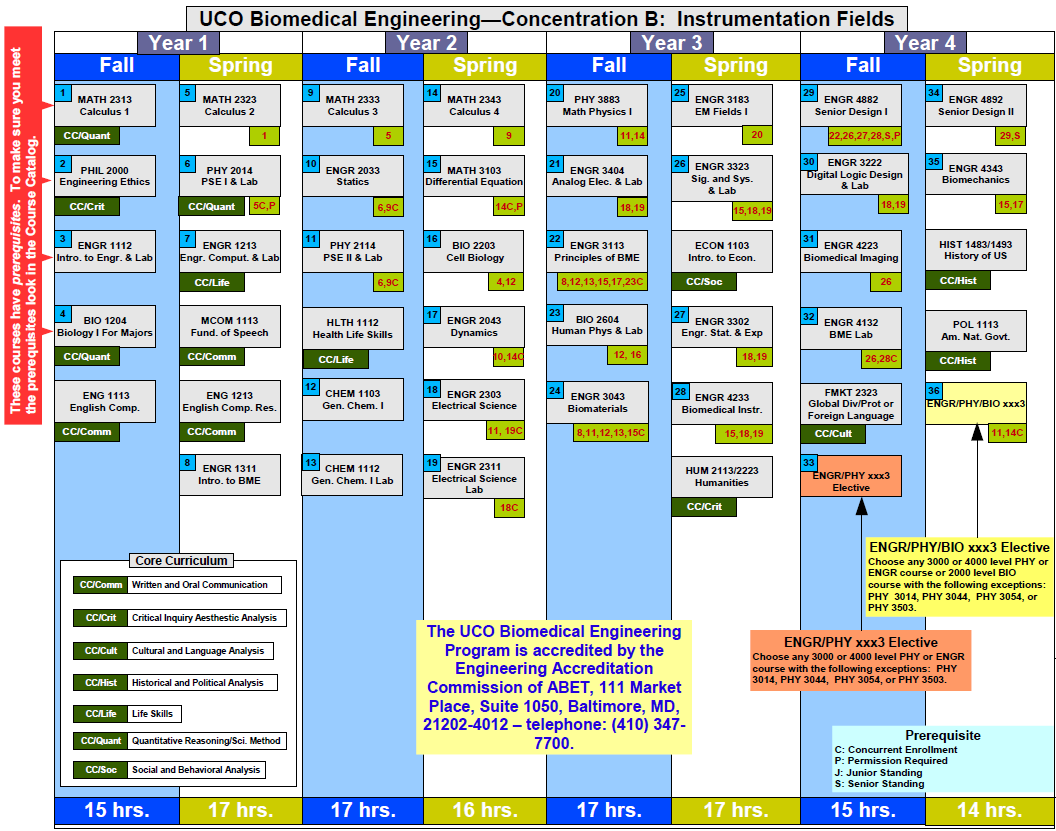 UCO Biomedical Engineering—Concentration B:  Instrumentation Fields
These courses have prerequisites. To make sure you meet
the prerequisites look in the Course Catalog.
Year 1
Fall
1
MATH 2313
Calculus 1
CC/Quant
2
PHIL 2000
Engineering Ethics
CC/Crit
3
ENGR 1112
Intro. to Engr. & Lab
4
BIO 1204
Biology I For Majors
CC/Quant
ENG 1113
English Comp.
CC/Comm
15 hrs.
Spring
5
MATH 2323
Calculus 2
1
6
PHY 2014
PSE I & Lab
CC/Quant
5C,P
7
ENGR 1213
Engr. Comput. & Lab
CC/Life
MCOM 1113
Fund. of Speech
CC/Comm
ENG 1213
English Comp. Res.
CC/Comm
8
ENGR 1311
Intro. to BME
17 hrs.
Year 2
Fall
9
MATH 2333
Calculus 3
5
10
ENGR 2033
Statics
6,9C
11
PHY 2114
PSE II & Lab
6,9C
HLTH 1112
Health Life Skills
CC/Life
12
CHEM 1103
Gen. Chem. I
13
CHEM 1112
Gen. Chem. I Lab
17 hrs.
Spring
14
MATH 2343
Calculus 4
9
15
MATH 3103
Differential Equation
14C,P
16
BIO 2203
Cell Biology
4,12
17
ENGR 2043
Dynamics
10,14C
18
ENGR 2303
Electrical Science
11, 19C
19
ENGR 2311
Electrical Science
Lab
18C
16 hrs.
Year 3
Fall
20
PHY 3883
Math Physics I
11,14
21
ENGR 3404
Analog Elec. & Lab
18,19
22
ENGR 3113
Principles of BME
8,12,13,15,17,23C
23
BIO 2604
Human Phys & Lab
12, 16
24
ENGR 3043
Biomaterials
8,11,12,13,15C
17 hrs.
Spring
25
ENGR 3183
EM Fields I
20
26
ENGR 3323
Sig. and Sys.
& Lab
15,18,19
ECON 1103
Intro. to Econ.
CC/Soc
27
ENGR 3302
Engr. Stat. & Exp
18,19
28
ENGR 4233
Biomedical Instr.
15,18,19
HUM 2113/2223
Humanities
CC/Crit
17 hrs.
Year 4
Fall
29
ENGR 4882
Senior Design I
22,26,27,28,S,P
30
ENGR 3222
Digital Logic Design
& Lab
18,19
31
ENGR 4223
Biomedical Imaging
26
32
ENGR 4132
BME Lab
26,28C
FMKT 2323
Global Div/Prot or
Foreign Language
CC/Cult
33
ENGR/PHY xxx3
Elective
15 hrs.
Spring
34
ENGR 4892
Senior Design II
29,S
35
ENGR 4343
Biomechanics
15,17
HIST 1483/1493
History of US
CC/Hist
POL 1113
Am. Nat. Govt.
CC/Hist
36
ENGR/PHY/BIO xxx3
11,14C
14 hrs.
Core Curriculum
CC/Comm Written and Oral Communication
CC/Crit Critical Inquiry Aesthestic Analysis
CC/Cult Cultural and Language Analysis
CC/Hist Historical and Political Analysis
CC/Life Life Skills
CC/Quant Quantitative Reasoning/Sci. Method
CC/Soc Social and Behavioral Analysis
The UCO Biomedical Engineering
Program is accredited by the
Engineering Accreditation
Commission of ABET, 111 Market
Place, Suite 1050, Baltimore, MD,
21202-4012 – telephone: (410) 347-
7700.
ENGR/PHY/BIO xxx3 Elective
Choose any 3000 or 4000 level PHY or
ENGR course or 2000 level BIO
course with the following exceptions:
PHY 3014, PHY 3044, PHY 3054, or
PHY 3503.
ENGR/PHY xxx3 Elective
Choose any 3000 or 4000 level PHY or ENGR
course with the following exceptions: PHY
3014, PHY 3044, PHY 3054, or PHY 3503.
Prerequisite
C: Concurrent Enrollment
P: Permission Required
J: Junior Standing
S: Senior Standing